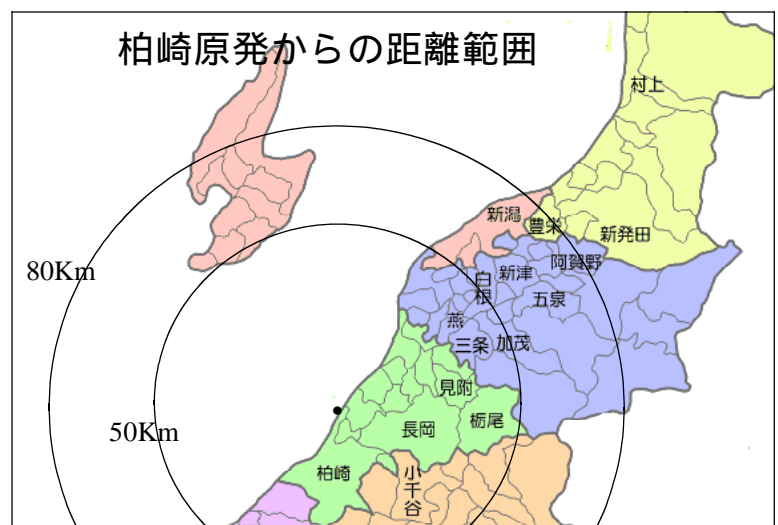 柏崎原発からの距離範囲
村上
新潟
豊栄
新発田
阿賀野
80Km
白根
新津
五泉
燕
三条
加茂
見附
栃尾
長岡
50Km
柏崎
小千谷